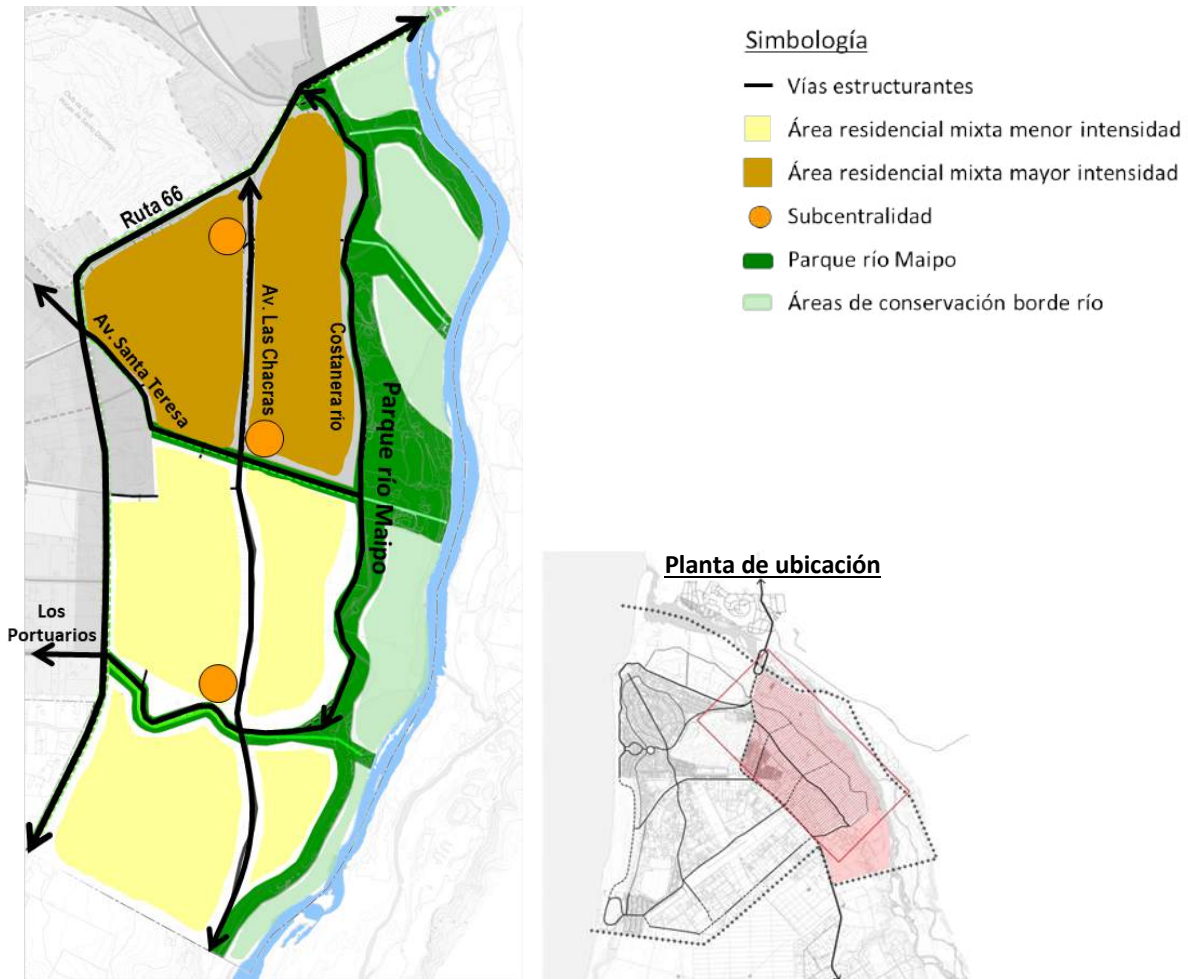 Simbología
Vías estructurantes
Área residencial mixta menor intensidad
Área residencial mixta mayor intensidad
Subcentralidad
Parque río Maipo
Áreas de conservación borde río
Ruta 66
Av. Santa Teresa
Av. Las Chacras
Costanera rio
Parque río Maipo
Los
Portuarios
Planta de ubicación